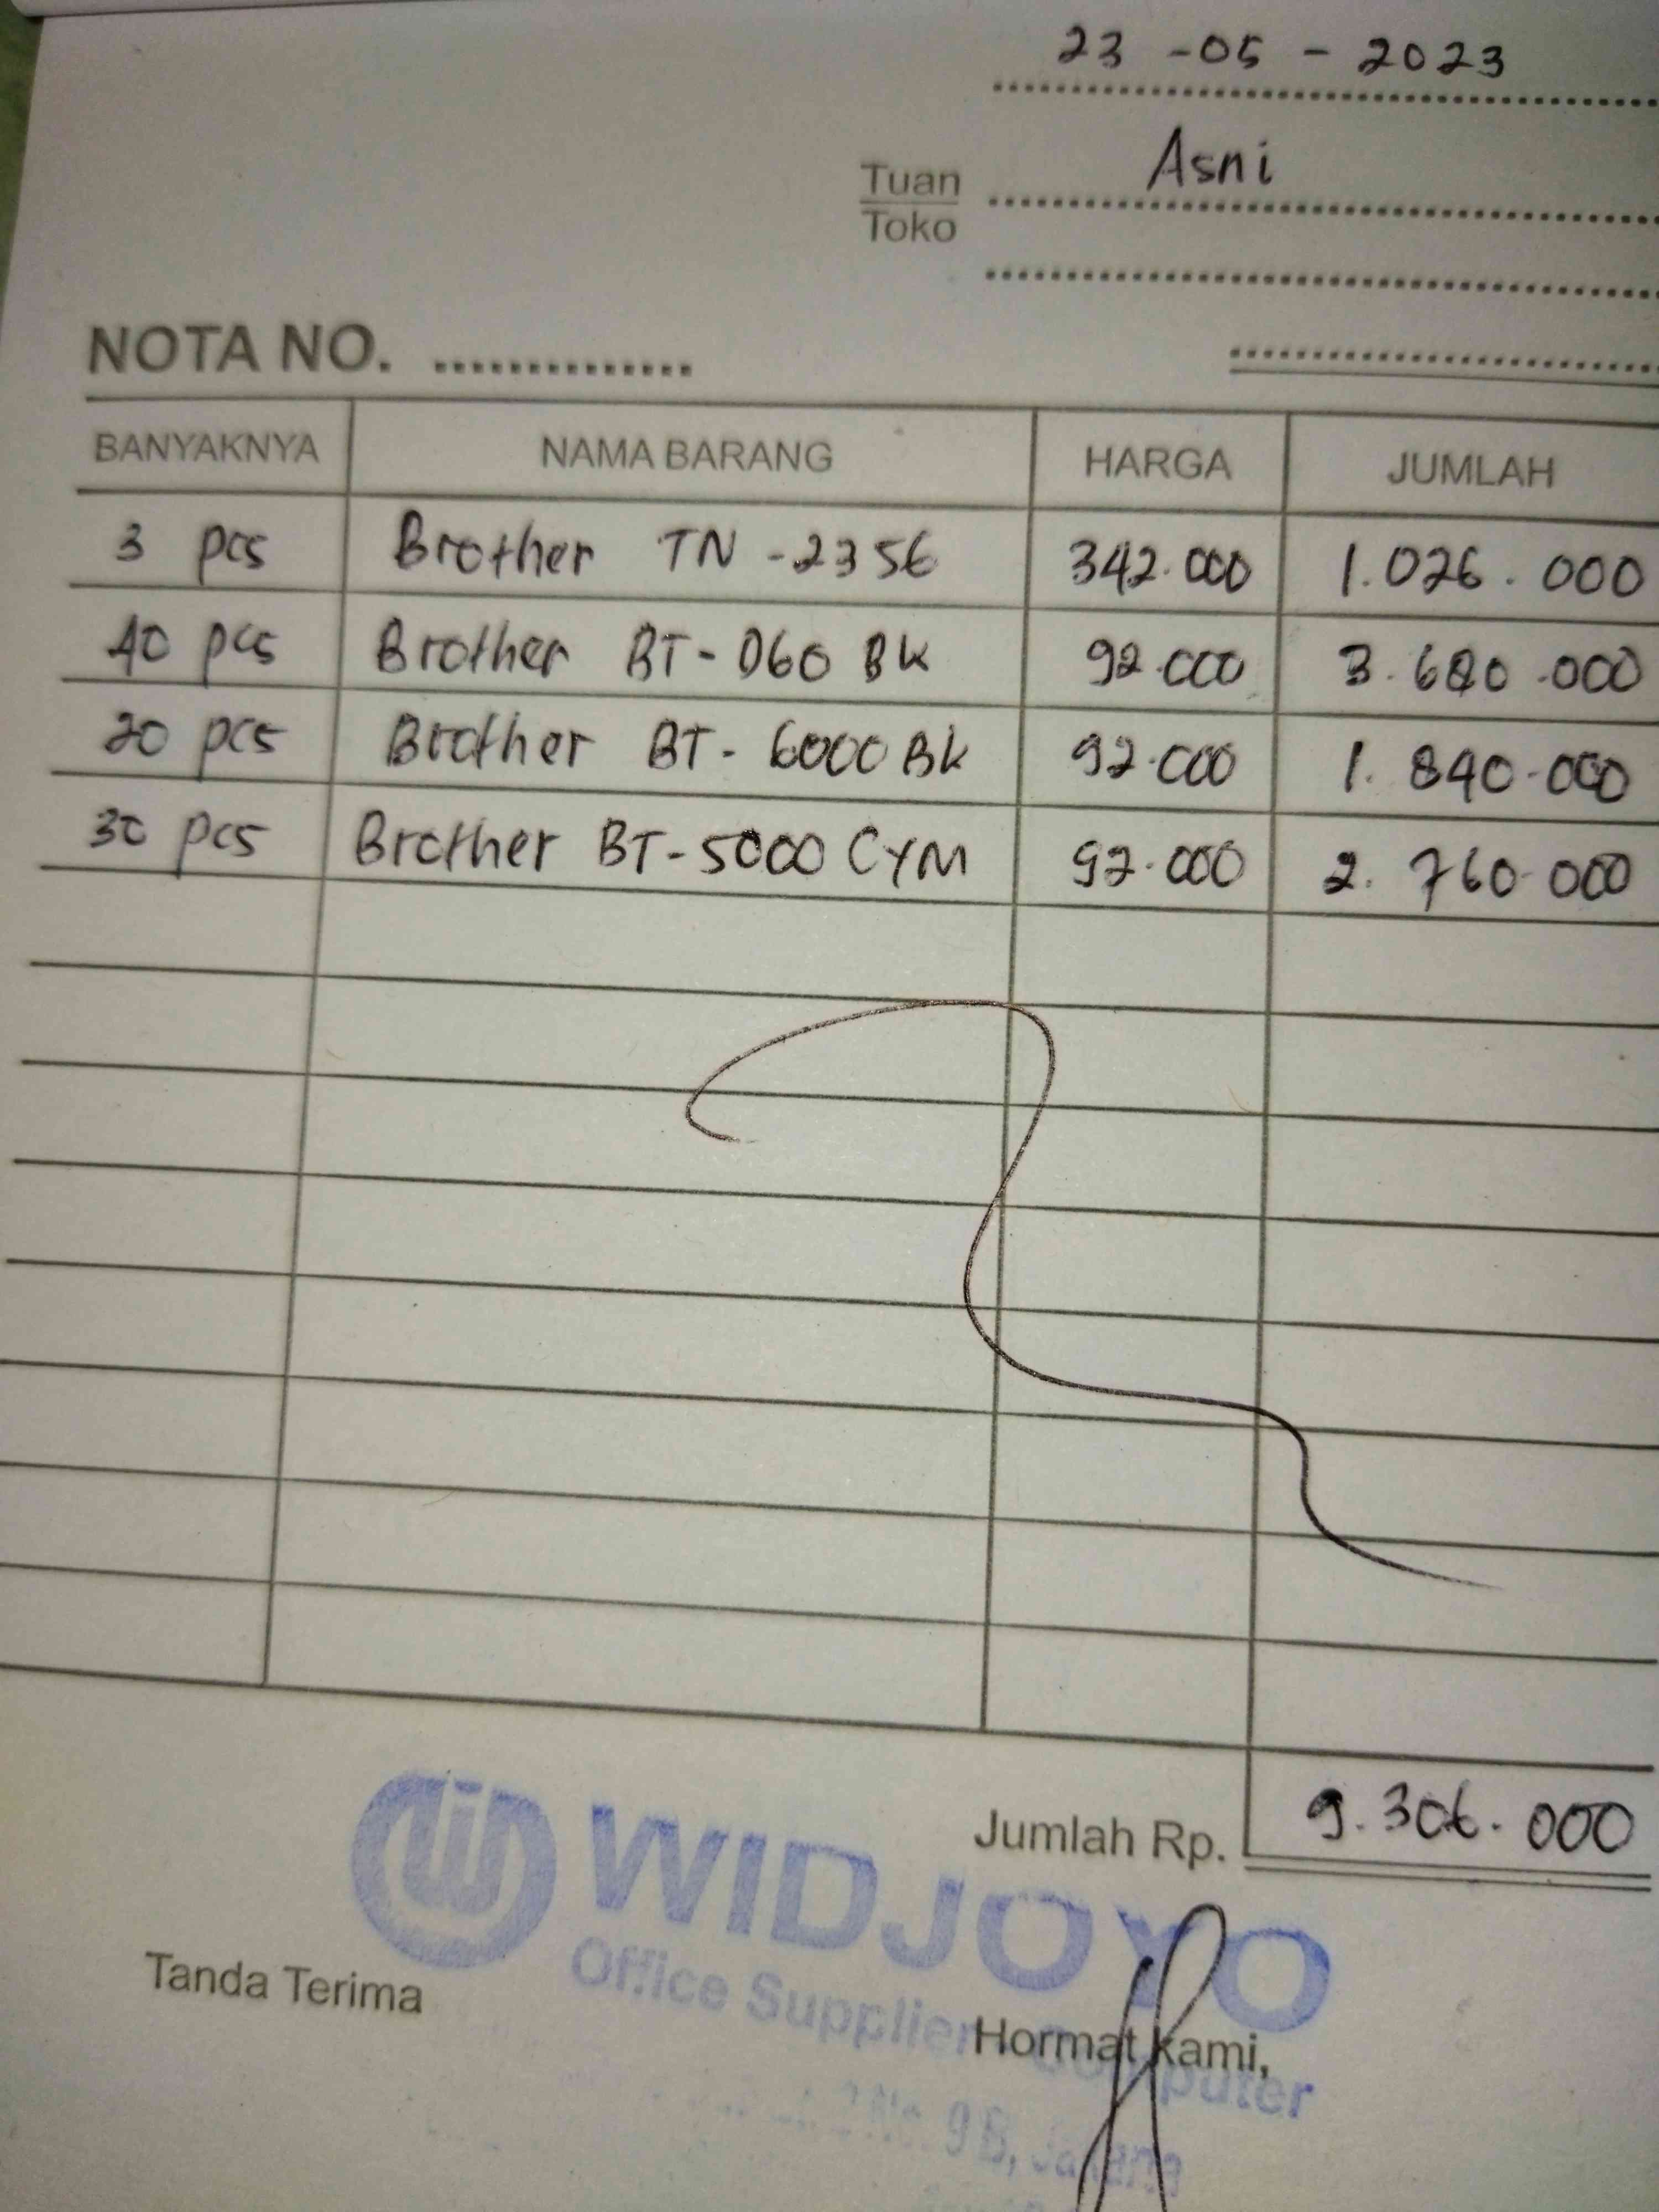 23 -05 - 2023
Tuan Asni
Toko
NOTA NO. ..............
BANYAKNYA NAMA BARANG HARGA JUMLAH
3 pcs Brother TN -2356 342.000 1.026.000
40 pcs Brother BT- D60 BK 92.000 3.680.000
20 pcs Brother BT- 6000 BK 92.000 1.840.000
30 pcs Brother BT-5000 CYM 92.000 2.760.000
Jumlah Rp. 9.306.000
WIDJOYO
Tanda Terima
Office Supplier Computer
Hormat kami,
No. 9B, Jakarta